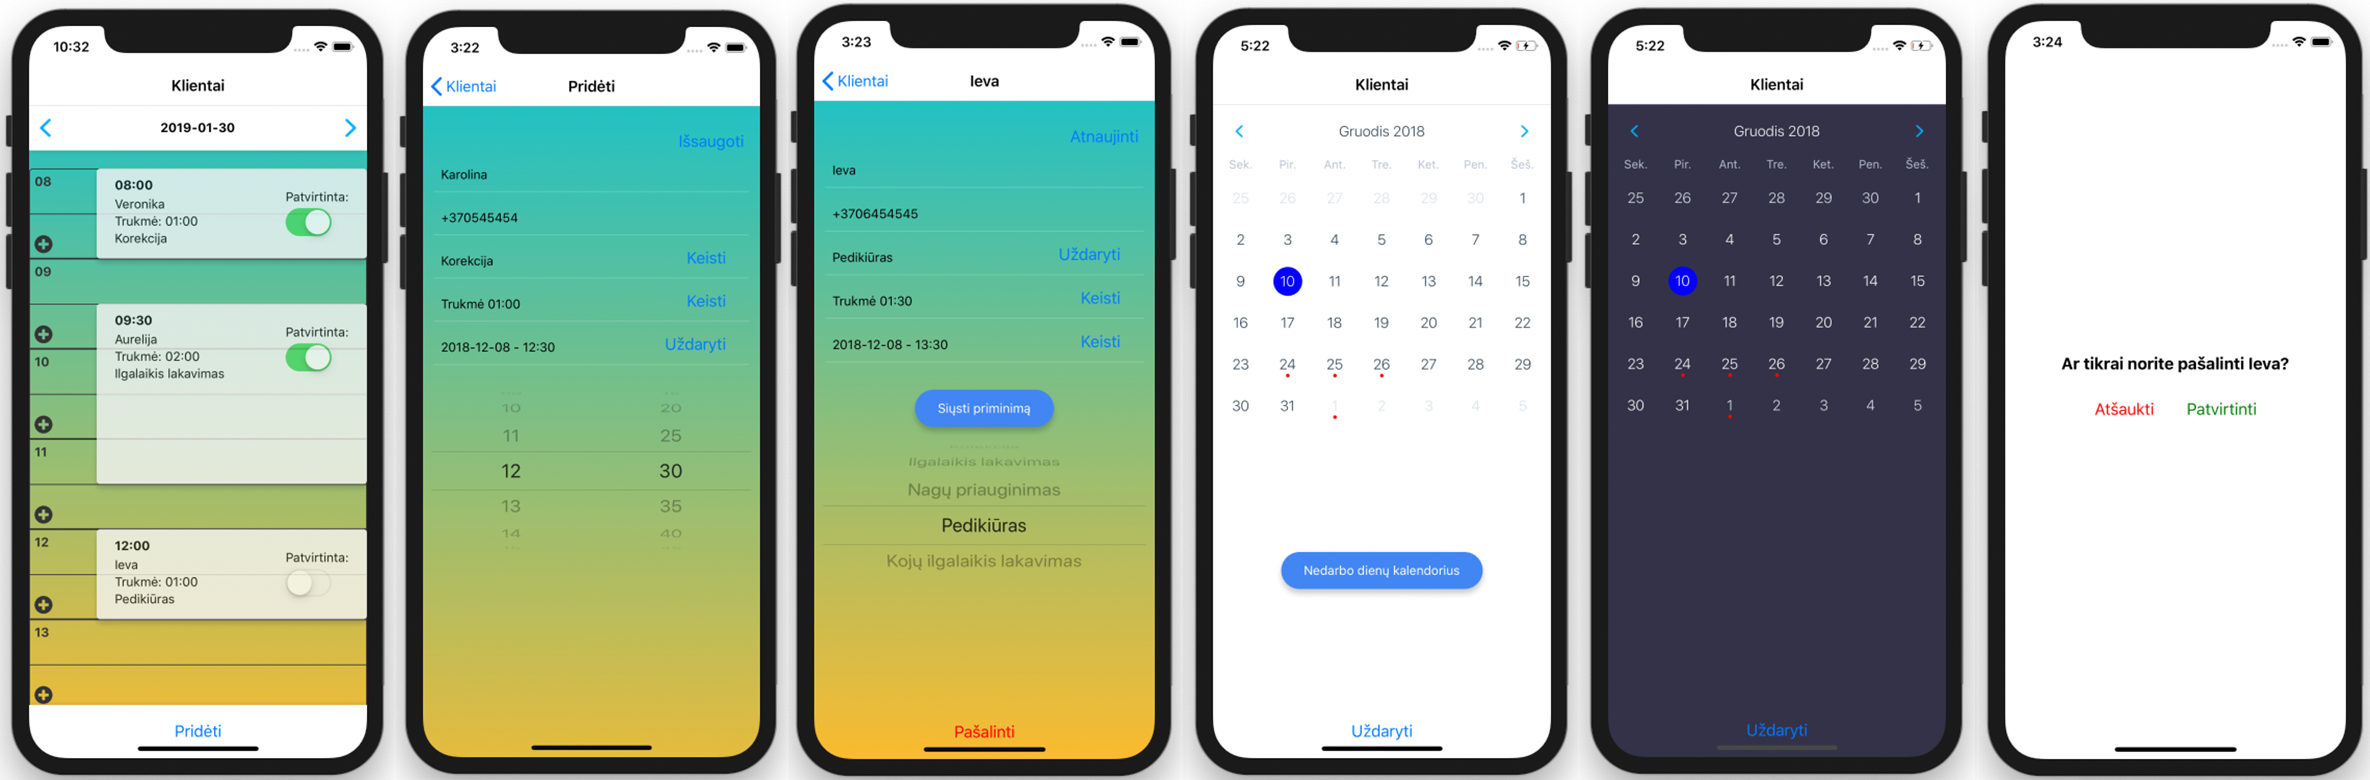 10:32
Klientai
2019-01-30
08
08:00
Veronika
Trukmė: 01:00
Korekcija
Patvirtinta:
09
09:30
Aurelija
Trukmė: 02:00
Ilgalaikis lakavimas
Patvirtinta:
10
11
12
12:00
Ieva
Trukmė: 01:00
Pedikiūras
Patvirtinta:
13
Pridėti
3:22
Klientai
Pridėti
Išsaugoti
Karolina
+370545454
Korekcija
Keisti
Trukmė 01:00
Keisti
2018-12-08 - 12:30
Uždaryti
10 20
11 25
12 30
13 35
14 40
3:23
Klientai
Ieva
Atnaujinti
Ieva
+3706454545
Pedikiūras
Uždaryti
Trukmė 01:30
Keisti
2018-12-08 - 13:30
Keisti
Siųsti priminimą
Ilgalaikis lakavimas
Nagų priauginimas
Pedikiūras
Kojų ilgalaikis lakavimas
Pašalinti
5:22
Klientai
Gruodis 2018
Sek. Pir. Ant. Tre. Ket. Pen. Šeš.
25 26 27 28 29 30 1
2 3 4 5 6 7 8
9 10 11 12 13 14 15
16 17 18 19 20 21 22
23 24 25 26 27 28 29
30 31 1 2 3 4 5
Nedarbo dienų kalendorius
Uždaryti
5:22
Klientai
Gruodis 2018
Sek. Pir. Ant. Tre. Ket. Pen. Šeš.
25 26 27 28 29 30 1
2 3 4 5 6 7 8
9 10 11 12 13 14 15
16 17 18 19 20 21 22
23 24 25 26 27 28 29
30 31 1 2 3 4 5
Uždaryti
3:24
Ar tikrai norite pašalinti Ieva?
Atšaukti Patvirtinti